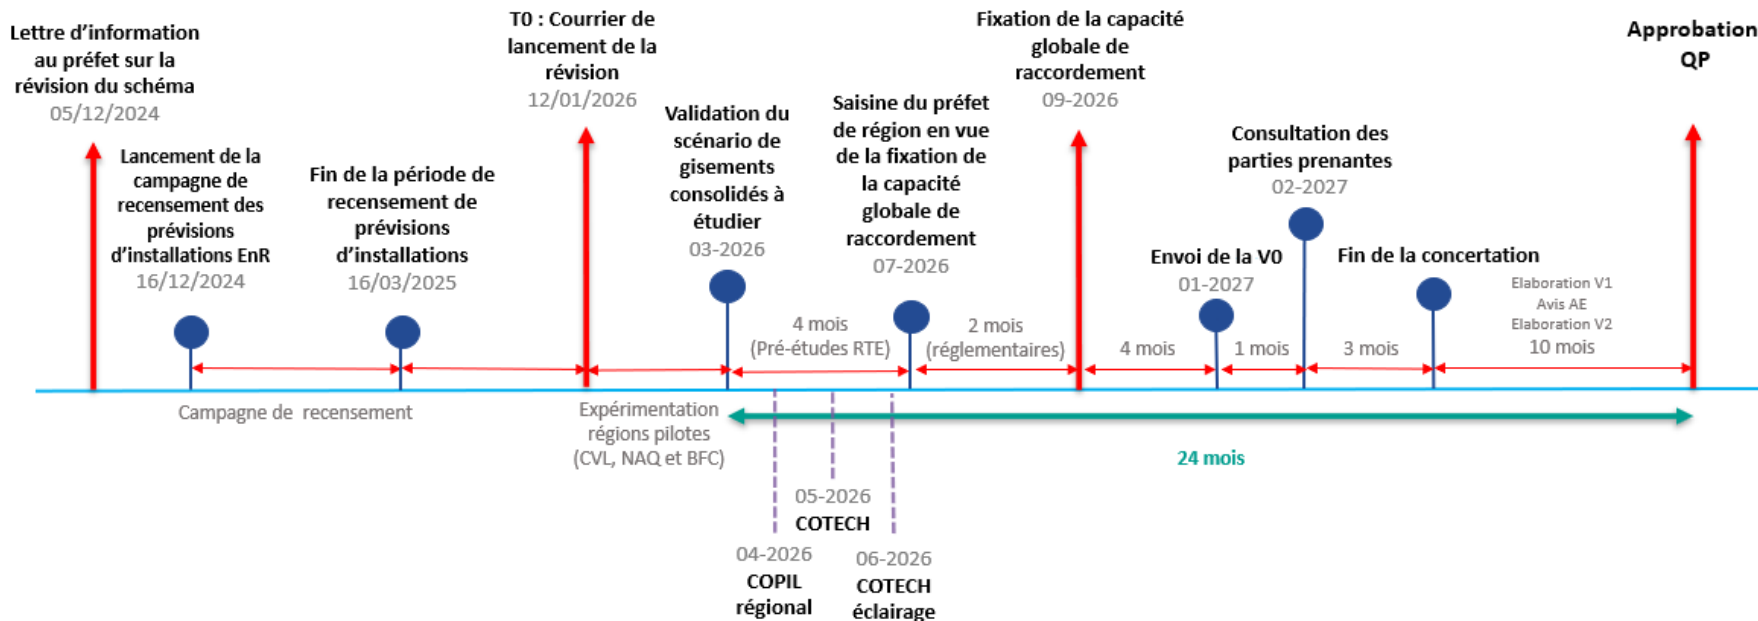 Lettre d’information
au préfet sur la
révision du schéma
05/12/2024
Lancement de la
campagne de
recensement des
prévisions
d’installations EnR
16/12/2024
Fin de la période de
recensement de
prévisions
d’installations
16/03/2025
T0 : Courrier de
lancement de la
révision
12/01/2026
Validation du
scénario de
gisements
consolidés à
étudier
03-2026
Saisine du préfet
de région en vue
de la fixation de
la capacité
globale de
raccordement
07-2026
Fixation de la capacité
globale de
raccordement
09-2026
Envoi de la V0
01-2027
Consultation des
parties prenantes
02-2027
Fin de la concertation
Approbation
QP
4 mois
(Pré-études RTE)
2 mois
(réglementaires)
4 mois
1 mois
3 mois
Elaboration V1
Avis AE
Elaboration V2
10 mois
Campagne de recensement
Expérimentation
régions pilotes
(CVL, NAQ et BFC)
24 mois
04-2026
COPIL
régional
05-2026
COTECH
06-2026
COTECH
éclairage